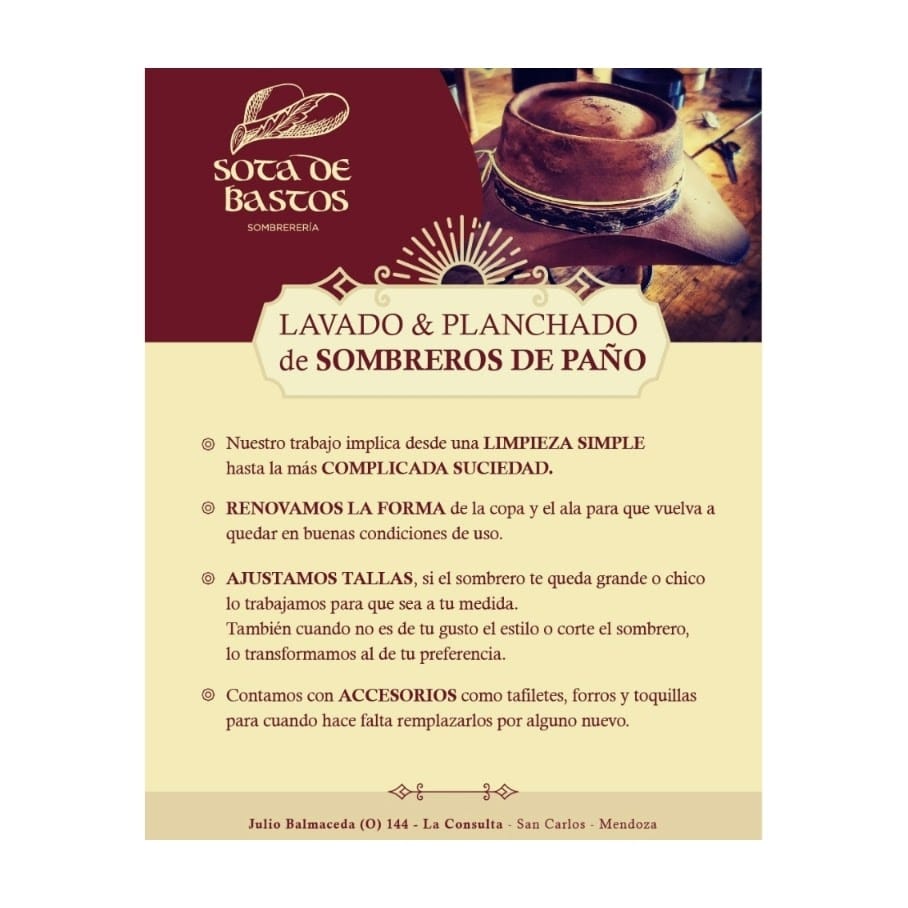 SOTA DE
BASTOS
SOMBRERERÍA
LAVADO & PLANCHADO
de SOMBREROS DE PAÑO
Nuestro trabajo implica desde una LIMPIEZA SIMPLE
hasta la más COMPLICADA SUCIEDAD.
RENOVAMOS LA FORMA de la copa y el ala para que vuelva a
quedar en buenas condiciones de uso.
AJUSTAMOS TALLAS, si el sombrero te queda grande o chico
lo trabajamos para que sea a tu medida.
También cuando no es de tu gusto el estilo o corte el sombrero,
lo transformamos al de tu preferencia.
Contamos con ACCESORIOS como tafiletes, forros y toquillas
para cuando hace falta remplazarlos por alguno nuevo.
Julio Balmaceda (O) 144 - La Consulta - San Carlos - Mendoza